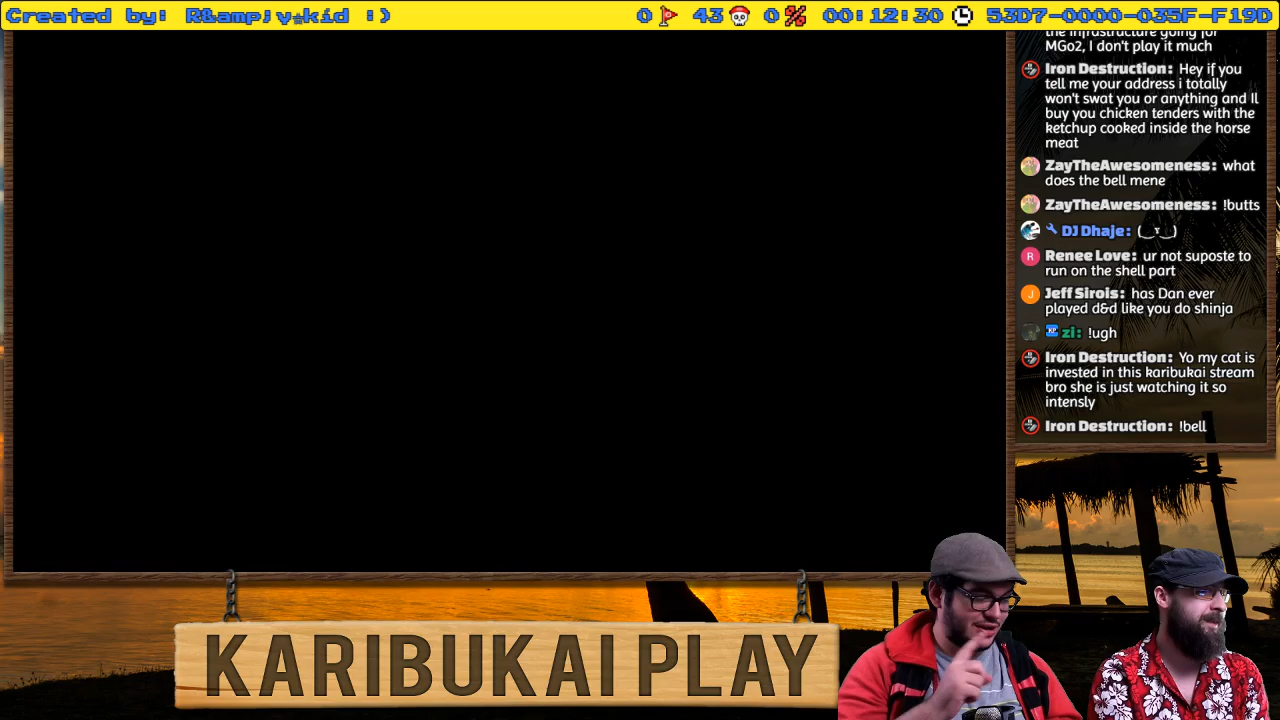 Created by: R&amp;y☆kid :) 0 43 0 00:12:30 53D7-0000-035F-F19D
the infrastructure going for
MGo2, I don't play it much
Iron Destruction: Hey if you
tell me your address i totally
won't swat you or anything and Il
buy you chicken tenders with the
ketchup cooked inside the horse
meat
ZayTheAwesomeness: what
does the bell mene
ZayTheAwesomeness: !butts
DJ Dhaje: (‿ˠ‿)
R Renee Love: ur not suposte to
run on the shell part
J Jeff Sirois: has Dan ever
played d&d like you do shinja
zi: !ugh
Iron Destruction: Yo my cat is
invested in this karibukai stream
bro she is just watching it so
intensly
Iron Destruction: !bell
KARIBUKAI PLAY